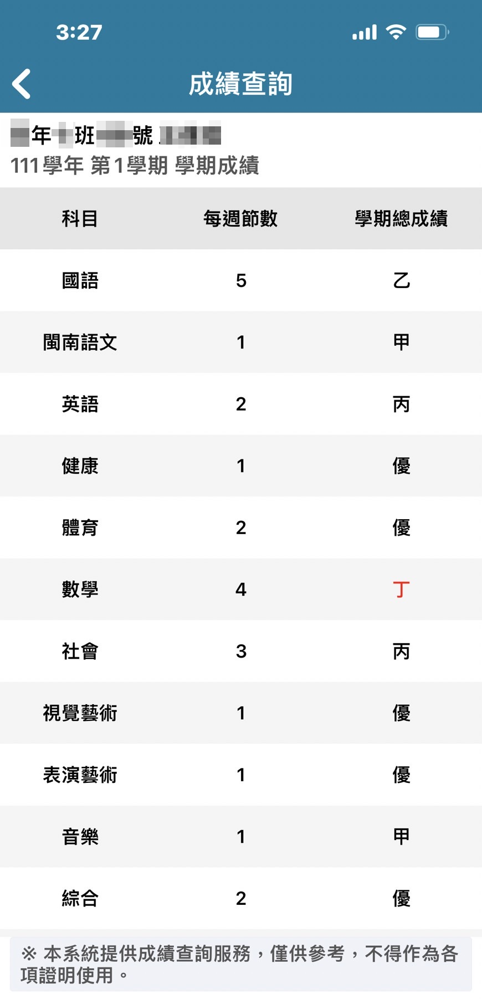 3:27
成績查詢
年 班 號
111學年 第1學期 學期成績
科目 每週節數 學期總成績
國語 5 乙
閩南語文 1 甲
英語 2 丙
健康 1 優
體育 2 優
數學 4 丁
社會 3 丙
視覺藝術 1 優
表演藝術 1 優
音樂 1 甲
綜合 2 優
※ 本系統提供成績查詢服務，僅供參考，不得作為各
項證明使用。